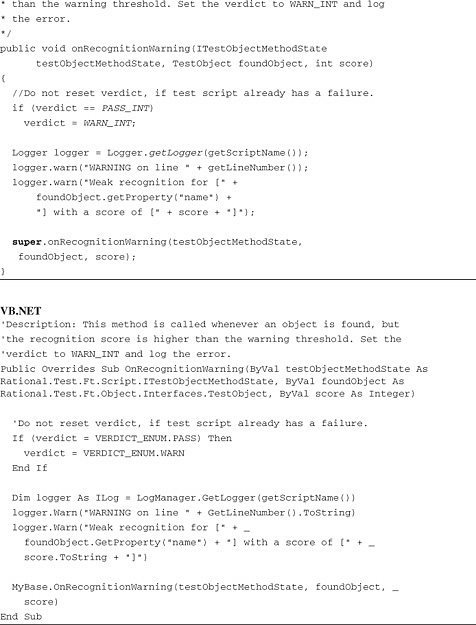 * than the warning threshold. Set the verdict to WARN_INT and log
* the error.
*/
public void onRecognitionWarning(ITestObjectMethodState
testObjectMethodState, TestObject foundObject, int score)
{
//Do not reset verdict, if test script already has a failure.
if (verdict == PASS_INT)
verdict = WARN_INT;
Logger logger = Logger.getLogger(getScriptName());
logger.warn("WARNING on line " + getLineNumber());
logger.warn("Weak recognition for [" +
foundObject.getProperty("name") +
"] with a score of [" + score + "]");
super.onRecognitionWarning(testObjectMethodState,
foundObject, score);
}
VB.NET
'Description: This method is called whenever an object is found, but
'the recognition score is higher than the warning threshold. Set the
'verdict to WARN_INT and log the error.
Public Overrides Sub OnRecognitionWarning(ByVal testObjectMethodState As
Rational.Test.Ft.Script.ITestObjectMethodState, ByVal foundObject As
Rational.Test.Ft.Object.Interfaces.TestObject, ByVal score As Integer)
'Do not reset verdict, if test script already has a failure.
If (verdict = VERDICT_ENUM.PASS) Then
verdict = VERDICT_ENUM.WARN
End If
Dim logger As ILog = LogManager.GetLogger(getScriptName())
logger.Warn("WARNING on line " + GetLineNumber().ToString)
logger.Warn("Weak recognition for [" + _
foundObject.GetProperty("name") + "] with a score of [" + _
score.ToString + "]")
MyBase.OnRecognitionWarning(testObjectMethodState, foundObject, _
score)
End Sub